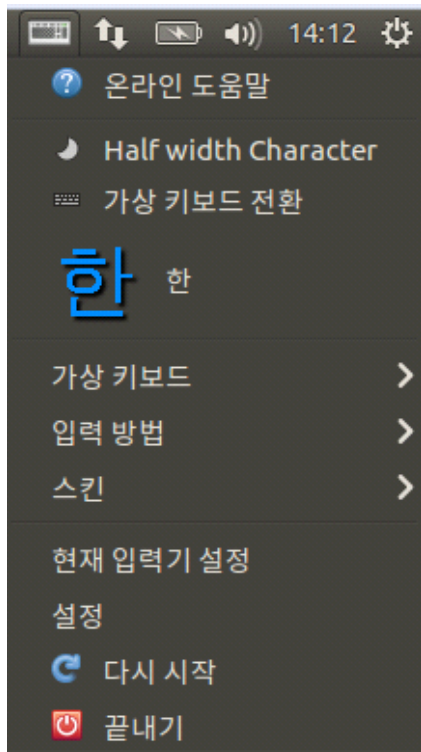 14:12
온라인 도움말
Half width Character
가상 키보드 전환
한 한
가상 키보드
입력 방법
스킨
현재 입력기 설정
설정
다시 시작
끝내기